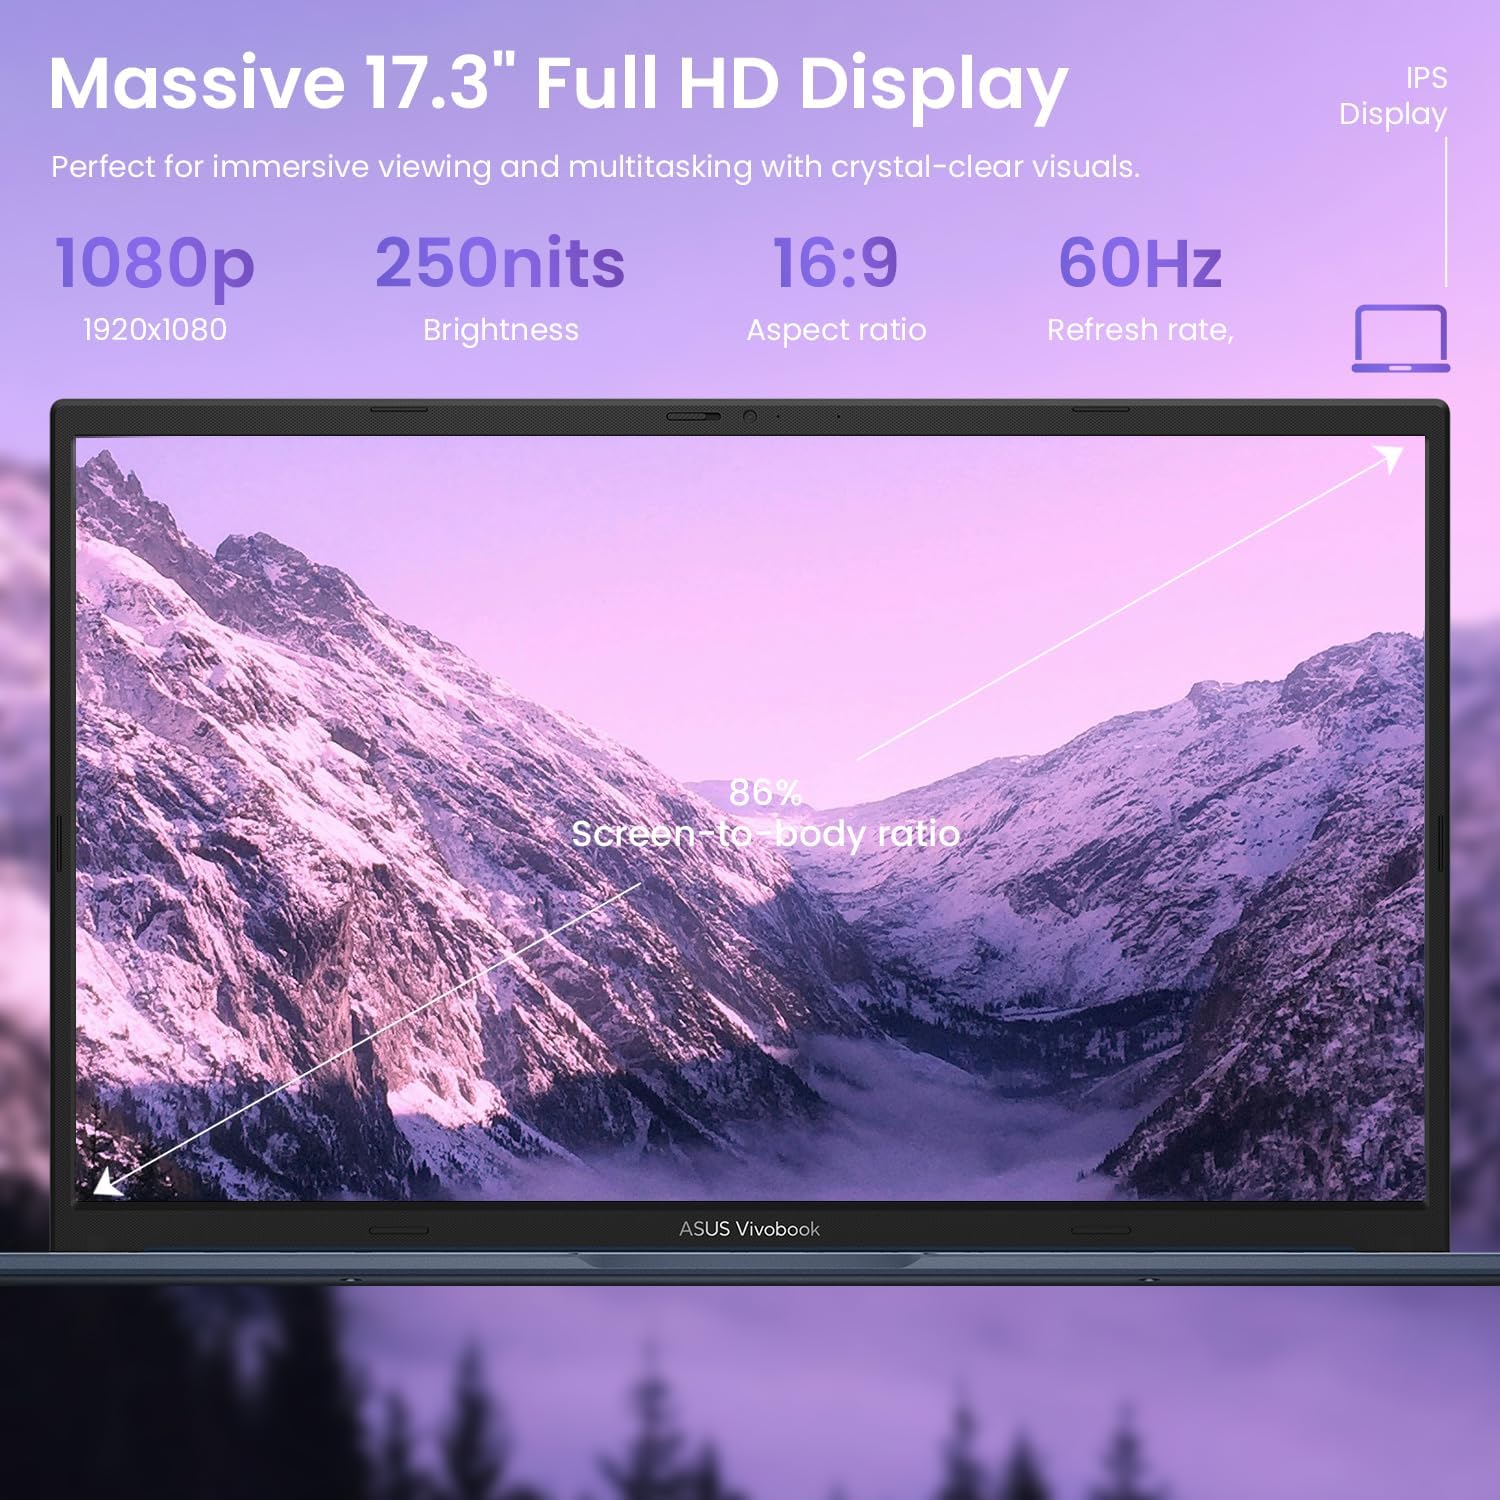 Massive 17.3" Full HD Display
IPS
Display
Perfect for immersive viewing and multitasking with crystal-clear visuals.
1080p
1920x1080
250nits
Brightness
16:9
Aspect ratio
60Hz
Refresh rate,
86%
Screen-to-body ratio
ASUS Vivobook